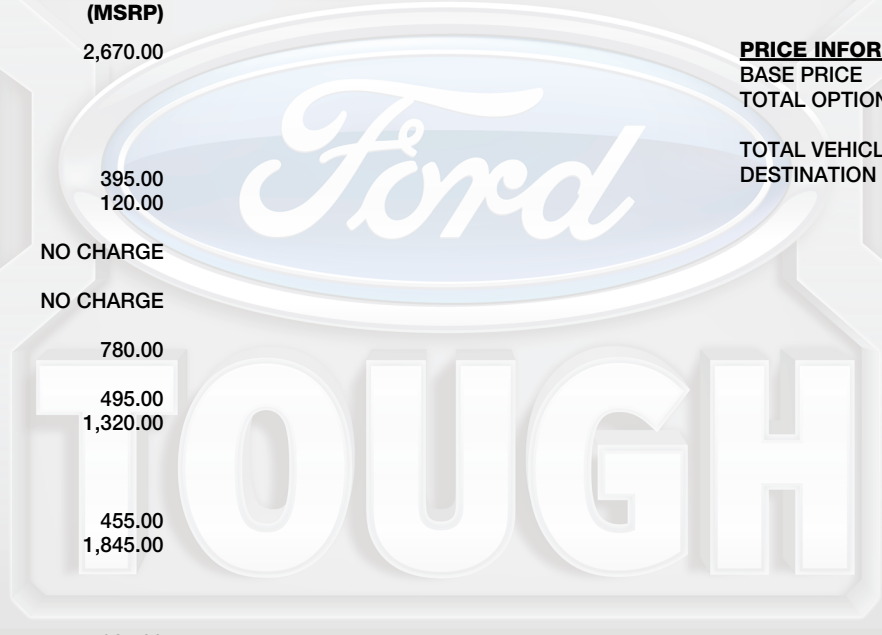 (MSRP)
2,670.00
395.00
120.00
NO CHARGE
NO CHARGE
780.00
495.00
1,320.00
455.00
1,845.00
PRICE INFOR
BASE PRICE
TOTAL OPTION
TOTAL VEHICL
DESTINATION
Ford
TOUGH